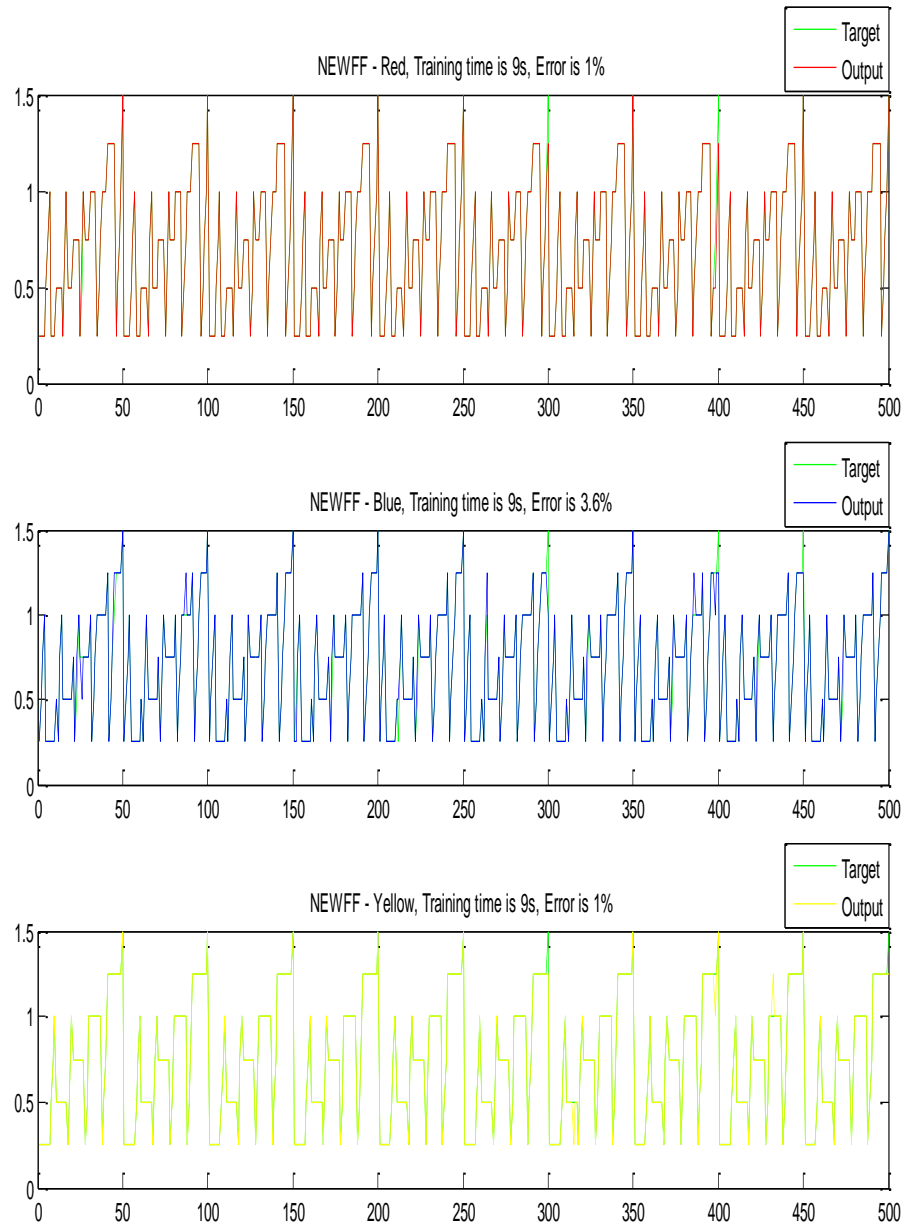 Target
Output
NEWFF - Red, Training time is 9s, Error is 1%
1.5
1
0.5
0
0 50 100 150 200 250 300 350 400 450 500
Target
Output
NEWFF - Blue, Training time is 9s, Error is 3.6%
1.5
1
0.5
0
0 50 100 150 200 250 300 350 400 450 500
Target
Output
NEWFF - Yellow, Training time is 9s, Error is 1%
1.5
1
0.5
0
0 50 100 150 200 250 300 350 400 450 500